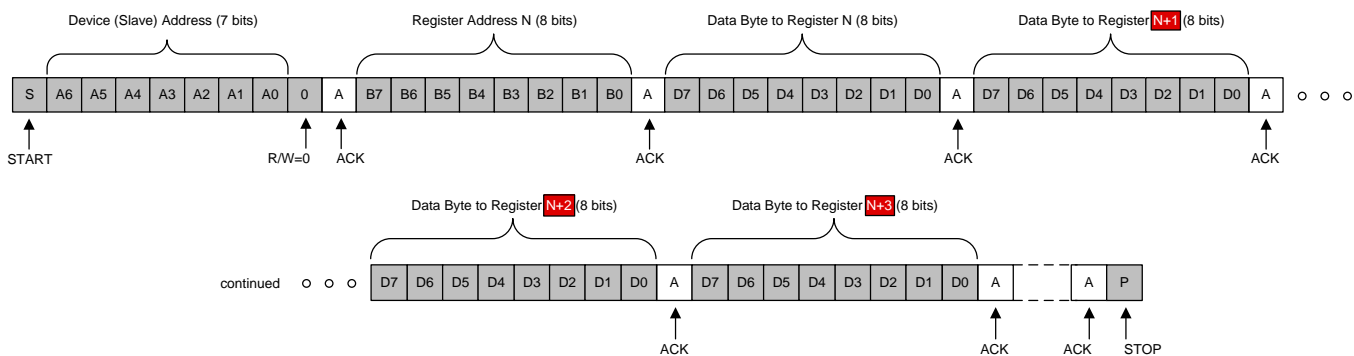 Device (Slave) Address (7 bits) Register Address N (8 bits) Data Byte to Register N (8 bits) Data Byte to Register N+1 (8 bits)
S A6 A5 A4 A3 A2 A1 A0 0 A B7 B6 B5 B4 B3 B2 B1 B0 A D7 D6 D5 D4 D3 D2 D1 D0 A D7 D6 D5 D4 D3 D2 D1 D0 A
START R/W=0 ACK ACK ACK ACK
Data Byte to Register N+2 (8 bits) Data Byte to Register N+3 (8 bits)
continued D7 D6 D5 D4 D3 D2 D1 D0 A D7 D6 D5 D4 D3 D2 D1 D0 A A P
ACK ACK ACK STOP